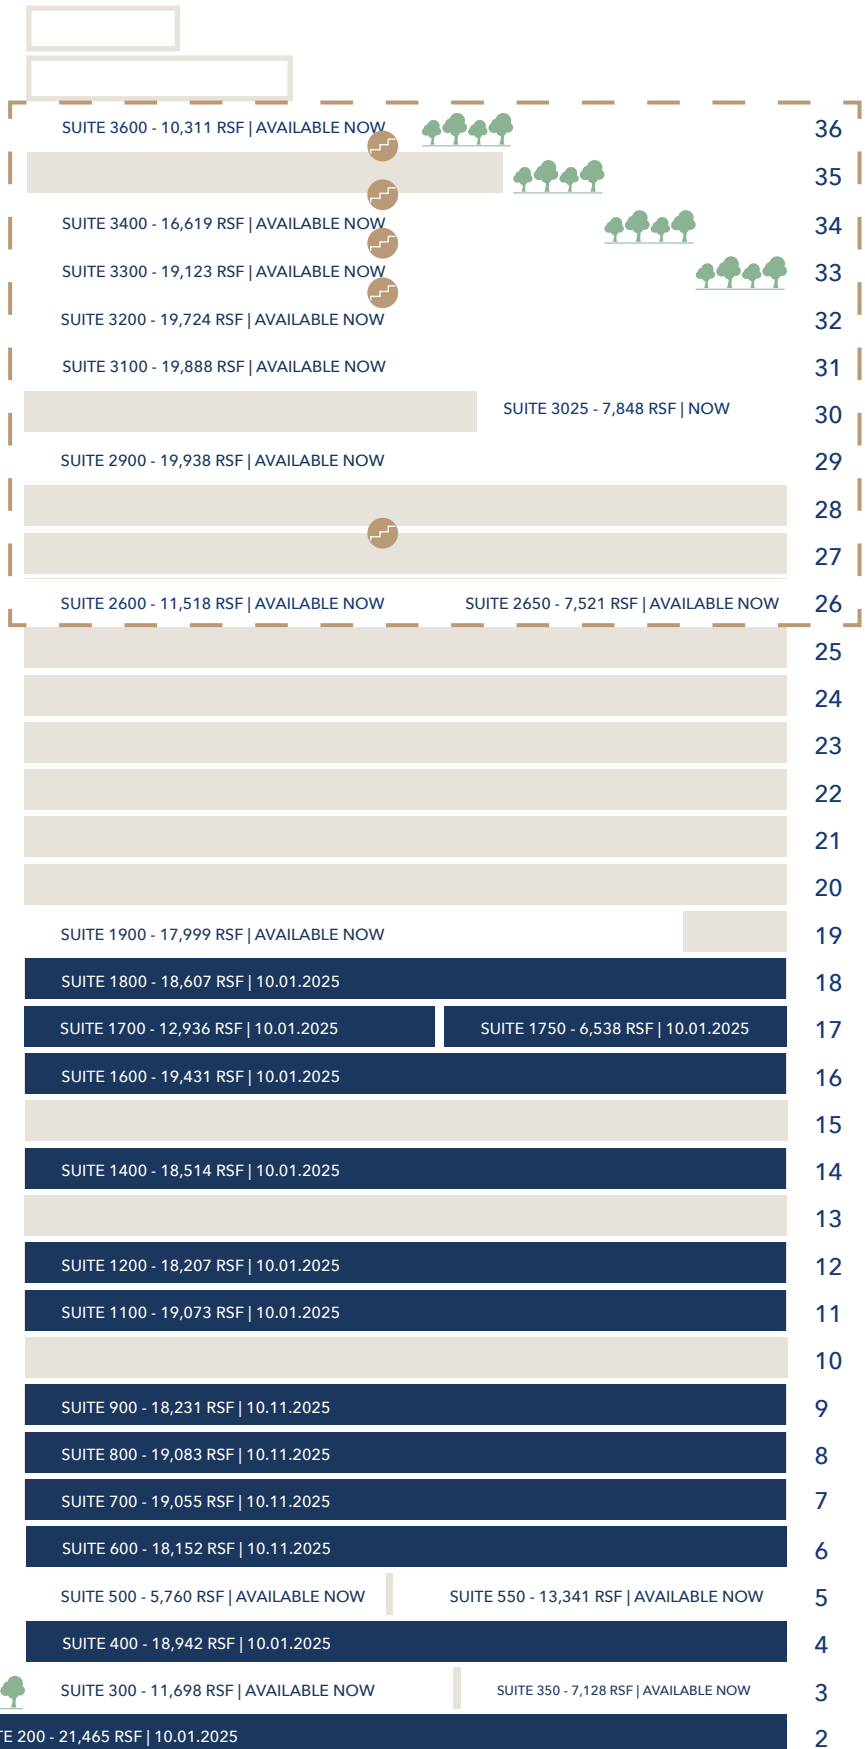 SUITE 3600 - 10,311 RSF | AVAILABLE NOW 36
35
SUITE 3400 - 16,619 RSF | AVAILABLE NOW 34
SUITE 3300 - 19,123 RSF | AVAILABLE NOW 33
SUITE 3200 - 19,724 RSF | AVAILABLE NOW 32
SUITE 3100 - 19,888 RSF | AVAILABLE NOW 31
SUITE 3025 - 7,848 RSF | NOW 30
SUITE 2900 - 19,938 RSF | AVAILABLE NOW 29
28
27
SUITE 2600 - 11,518 RSF | AVAILABLE NOW SUITE 2650 - 7,521 RSF | AVAILABLE NOW 26
25
24
23
22
21
20
SUITE 1900 - 17,999 RSF | AVAILABLE NOW 19
SUITE 1800 - 18,607 RSF | 10.01.2025 18
SUITE 1700 - 12,936 RSF | 10.01.2025 SUITE 1750 - 6,538 RSF | 10.01.2025 17
SUITE 1600 - 19,431 RSF | 10.01.2025 16
15
SUITE 1400 - 18,514 RSF | 10.01.2025 14
13
SUITE 1200 - 18,207 RSF | 10.01.2025 12
SUITE 1100 - 19,073 RSF | 10.01.2025 11
10
SUITE 900 - 18,231 RSF | 10.11.2025 9
SUITE 800 - 19,083 RSF | 10.11.2025 8
SUITE 700 - 19,055 RSF | 10.11.2025 7
SUITE 600 - 18,152 RSF | 10.11.2025 6
SUITE 500 - 5,760 RSF | AVAILABLE NOW SUITE 550 - 13,341 RSF | AVAILABLE NOW 5
SUITE 400 - 18,942 RSF | 10.01.2025 4
SUITE 300 - 11,698 RSF | AVAILABLE NOW SUITE 350 - 7,128 RSF | AVAILABLE NOW 3
TE 200 - 21,465 RSF | 10.01.2025 2